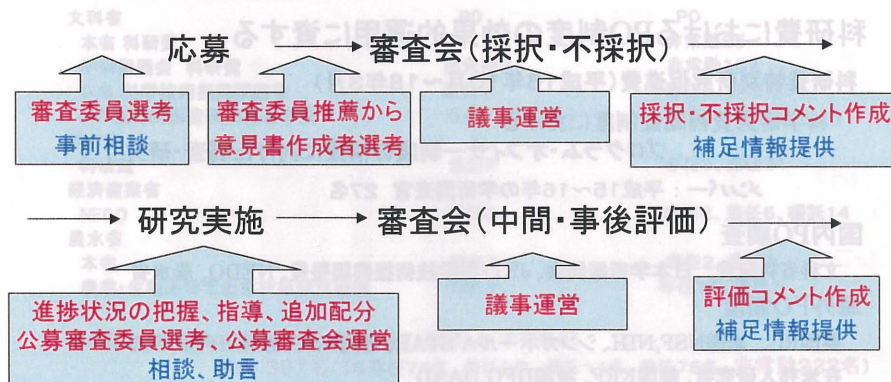 応募 → 審査会(採択・不採択) →
審査委員選考
事前相談
審査委員推薦から
意見書作成者選考
議事運営
採択・不採択コメント作成
補足情報提供
→ 研究実施 → 審査会(中間・事後評価) →
進捗状況の把握、指導、追加配分
公募審査委員選考、公募審査会運営
相談、助言
議事運営
評価コメント作成
補足情報提供